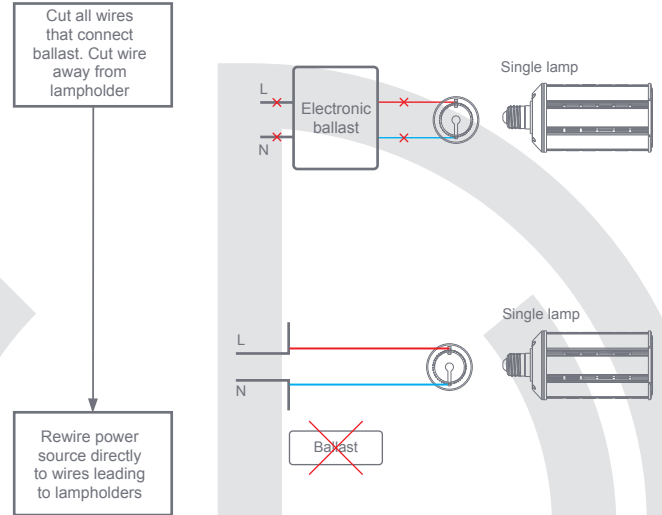 Cut all wires
that connect
ballast. Cut wire
away from
lampholder
Single lamp
L
Electronic
ballast
N
Single lamp
L
N
Rewire power
source directly
to wires leading
to lampholders
Ballast